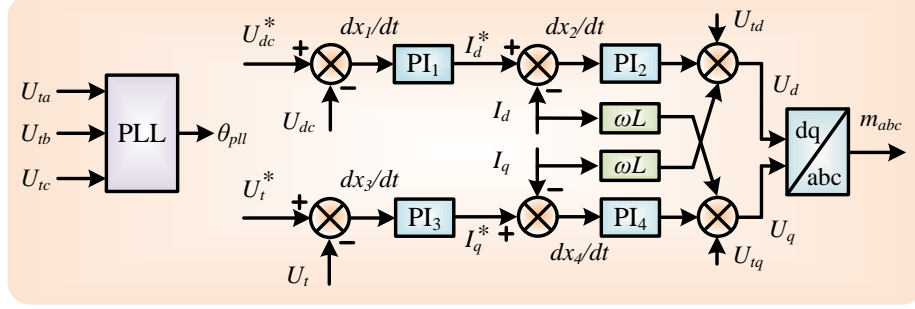 U_ta
U_tb
U_tc
PLL
θ_pll
U_dc^*
+
−
U_dc
dx_1/dt
PI_1
I_d^*
+
−
I_d
dx_2/dt
PI_2
U_td
ωL
U_d
I_q
ωL
U_t^*
+
−
U_t
dx_3/dt
PI_3
I_q^*
+
−
dx_4/dt
PI_4
U_tq
U_q
dq
abc
m_abc